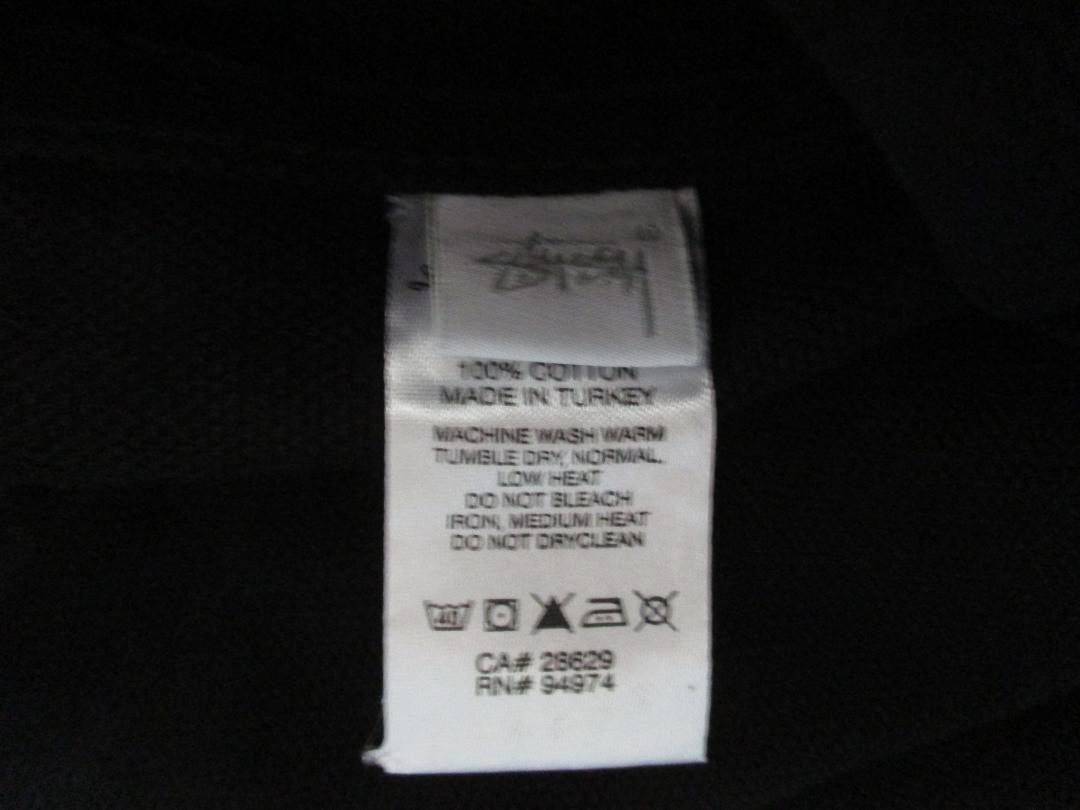 Stüssy
100% COTTON
MADE IN TURKEY
MACHINE WASH WARM
TUMBLE DRY, NORMAL,
LOW HEAT
DO NOT BLEACH
IRON, MEDIUM HEAT
DO NOT DRYCLEAN
40
CA# 28629
RN# 94974